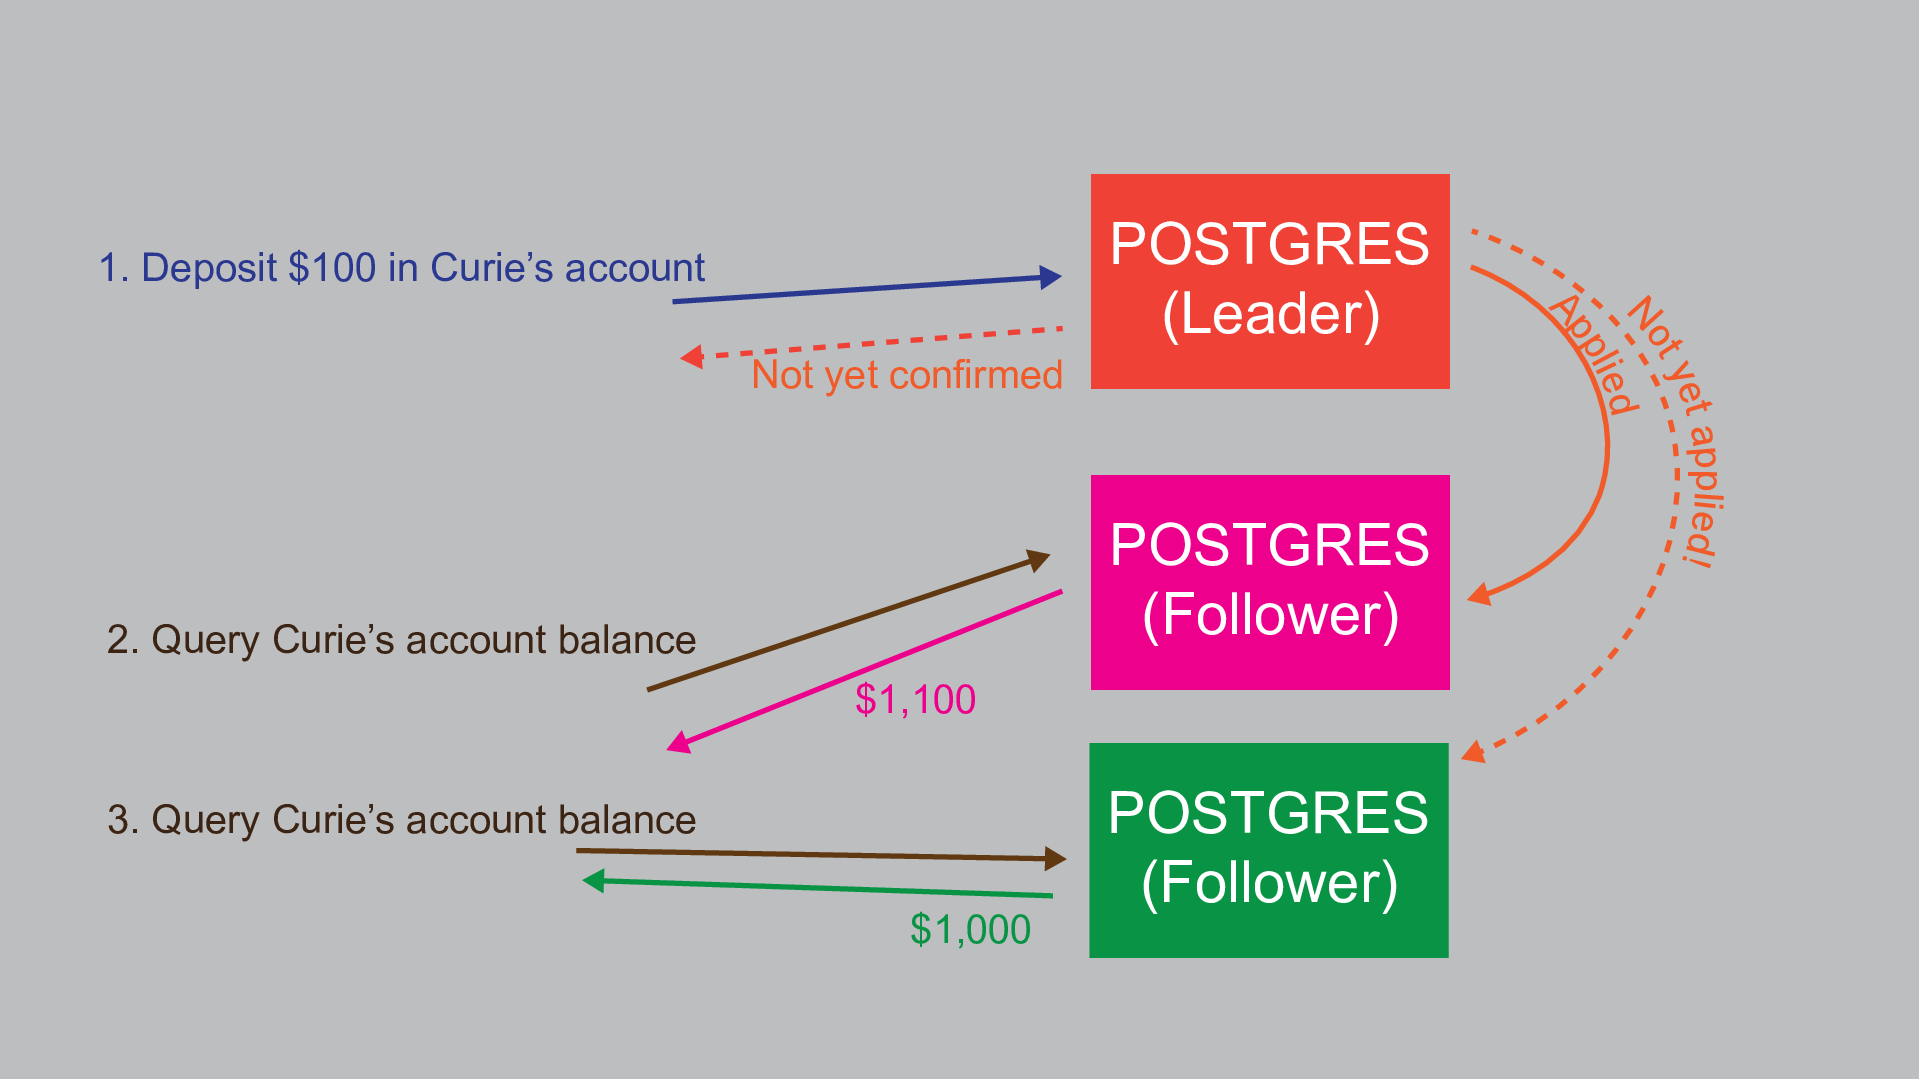 1. Deposit $100 in Curie’s account
POSTGRES
(Leader)
Not yet confirmed
Applied
Not yet applied!
2. Query Curie’s account balance
POSTGRES
(Follower)
$1,100
3. Query Curie’s account balance
POSTGRES
(Follower)
$1,000